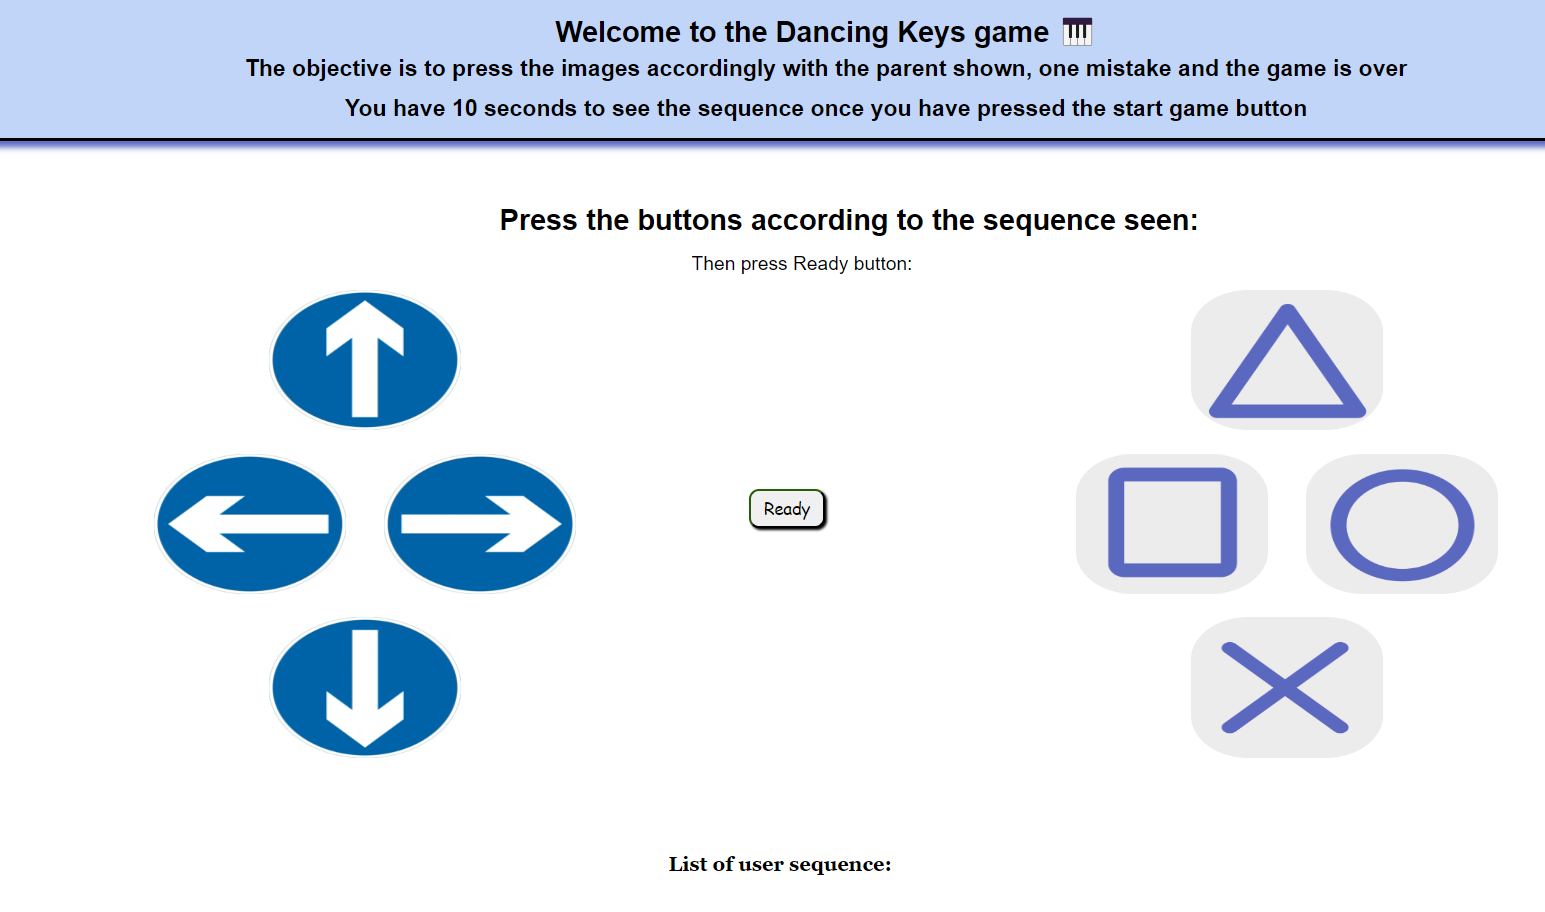 Welcome to the Dancing Keys game 🎹
The objective is to press the images accordingly with the parent shown, one mistake and the game is over
You have 10 seconds to see the sequence once you have pressed the start game button
Press the buttons according to the sequence seen:
Then press Ready button:
Ready
List of user sequence: